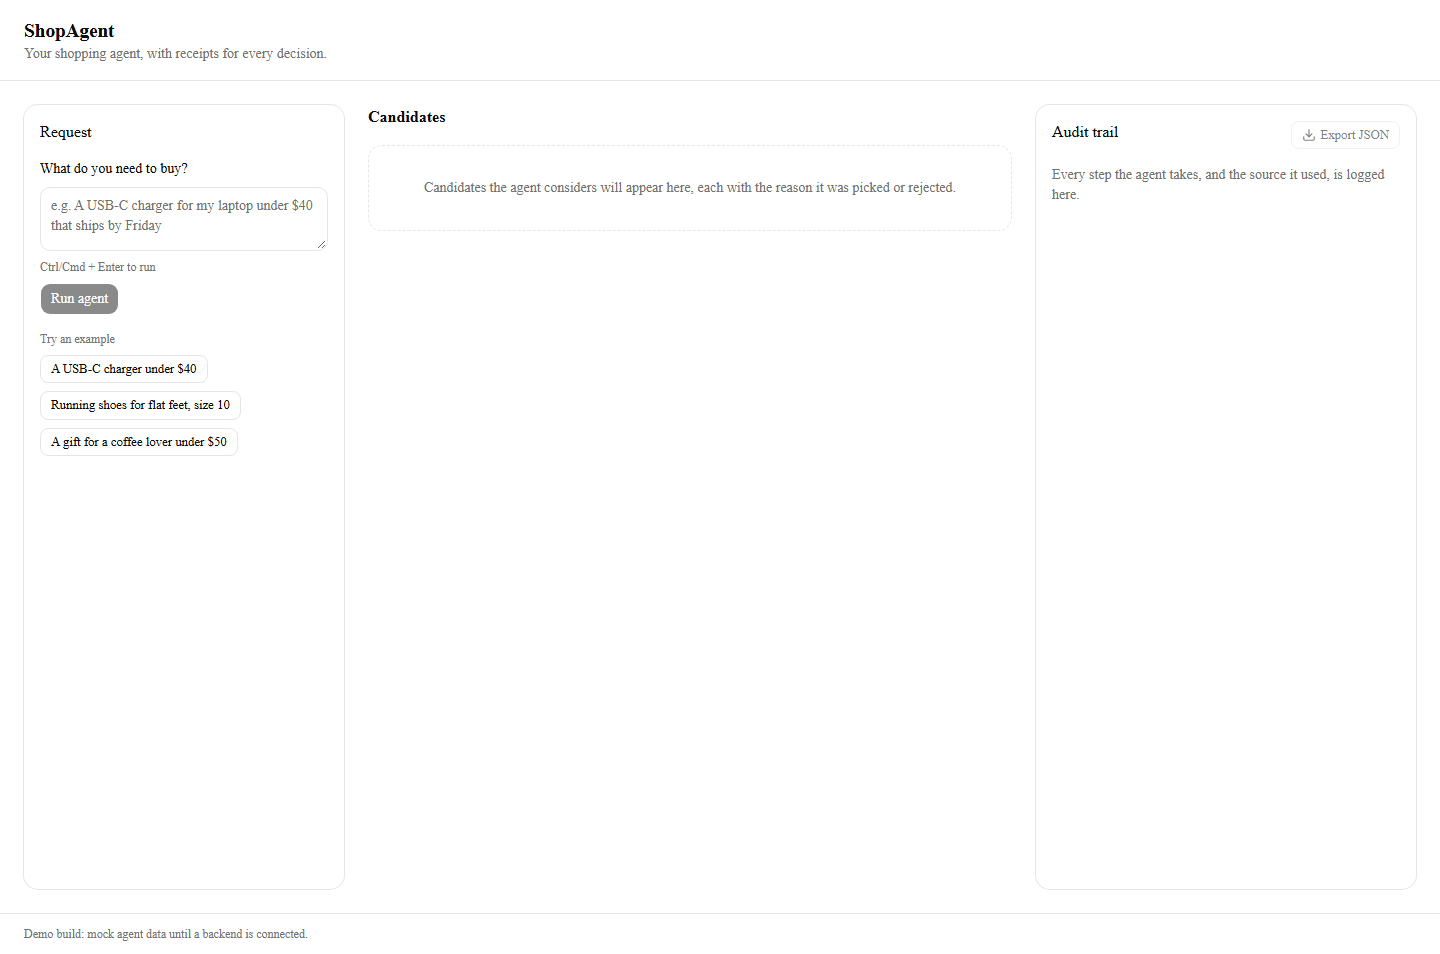 ShopAgent
Your shopping agent, with receipts for every decision.
Request
What do you need to buy?
e.g. A USB-C charger for my laptop under $40
that ships by Friday
Ctrl/Cmd + Enter to run
Run agent
Try an example
A USB-C charger under $40
Running shoes for flat feet, size 10
A gift for a coffee lover under $50
Candidates
Candidates the agent considers will appear here, each with the reason it was picked or rejected.
Audit trail
Export JSON
Every step the agent takes, and the source it used, is logged
here.
Demo build: mock agent data until a backend is connected.